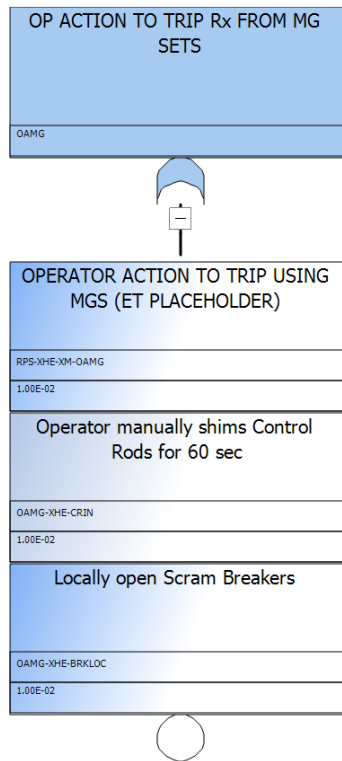 OP ACTION TO TRIP Rx FROM MG
SETS
OAMG
OPERATOR ACTION TO TRIP USING
MGS (ET PLACEHOLDER)
RPS-XHE-XM-OAMG
1.00E-02
Operator manually shims Control
Rods for 60 sec
OAMG-XHE-CRIN
1.00E-02
Locally open Scram Breakers
OAMG-XHE-BRKLOC
1.00E-02